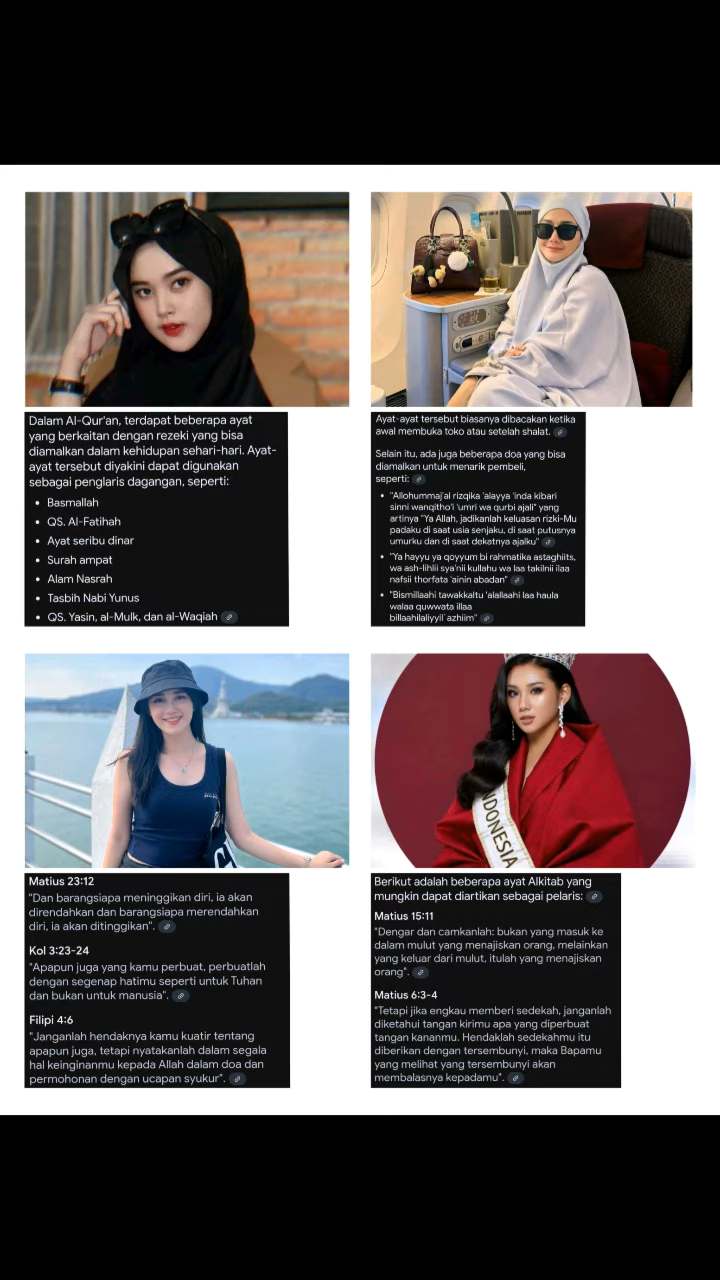 Dalam Al-Qur'an, terdapat beberapa ayat
yang berkaitan dengan rezeki yang bisa
diamalkan dalam kehidupan sehari-hari. Ayat-
ayat tersebut diyakini dapat digunakan
sebagai penglaris dagangan, seperti:
• Basmallah
• QS. Al-Fatihah
• Ayat seribu dinar
• Surah ampat
• Alam Nasrah
• Tasbih Nabi Yunus
• QS. Yasin, al-Mulk, dan al-Waqiah
Ayat-ayat tersebut biasanya dibacakan ketika
awal membuka toko atau setelah shalat.
Selain itu, ada juga beberapa doa yang bisa
diamalkan untuk menarik pembeli,
seperti:
• "Allohummaj'al rizqika 'alayya 'inda kibari
sinni wanqitho'i 'umri wa qurbi ajali" yang
artinya "Ya Allah, jadikanlah keluasan rizki-Mu
padaku di saat usia senjaku, di saat putusnya
umurku dan di saat dekatnya ajalku"
• "Ya hayyu ya qoyyum bi rahmatika astaghiits,
wa ash-lihlii sya'nii kullahu wa laa takilnii ilaa
nafsii thorfata 'ainin abadan"
• "Bismillaahi tawakkaltu 'alallaahi laa haula
walaa quwwata illaa
billaahilaliyyil`azhiim"
Matius 23:12
"Dan barangsiapa meninggikan diri, ia akan
direndahkan dan barangsiapa merendahkan
diri, ia akan ditinggikan".
Kol 3:23-24
"Apapun juga yang kamu perbuat, perbuatlah
dengan segenap hatimu seperti untuk Tuhan
dan bukan untuk manusia".
Filipi 4:6
"Janganlah hendaknya kamu kuatir tentang
apapun juga, tetapi nyatakanlah dalam segala
hal keinginanmu kepada Allah dalam doa dan
permohonan dengan ucapan syukur".
INDONESIA
Berikut adalah beberapa ayat Alkitab yang
mungkin dapat diartikan sebagai pelaris:
Matius 15:11
"Dengar dan camkanlah: bukan yang masuk ke
dalam mulut yang menajiskan orang, melainkan
yang keluar dari mulut, itulah yang menajiskan
orang".
Matius 6:3-4
"Tetapi jika engkau memberi sedekah, janganlah
diketahui tangan kirimu apa yang diperbuat
tangan kananmu. Hendaklah sedekahmu itu
diberikan dengan tersembunyi, maka Bapamu
yang melihat yang tersembunyi akan
membalasnya kepadamu".